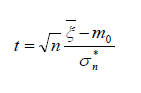 t = √n (ξ̅ − m₀) / σₙ*